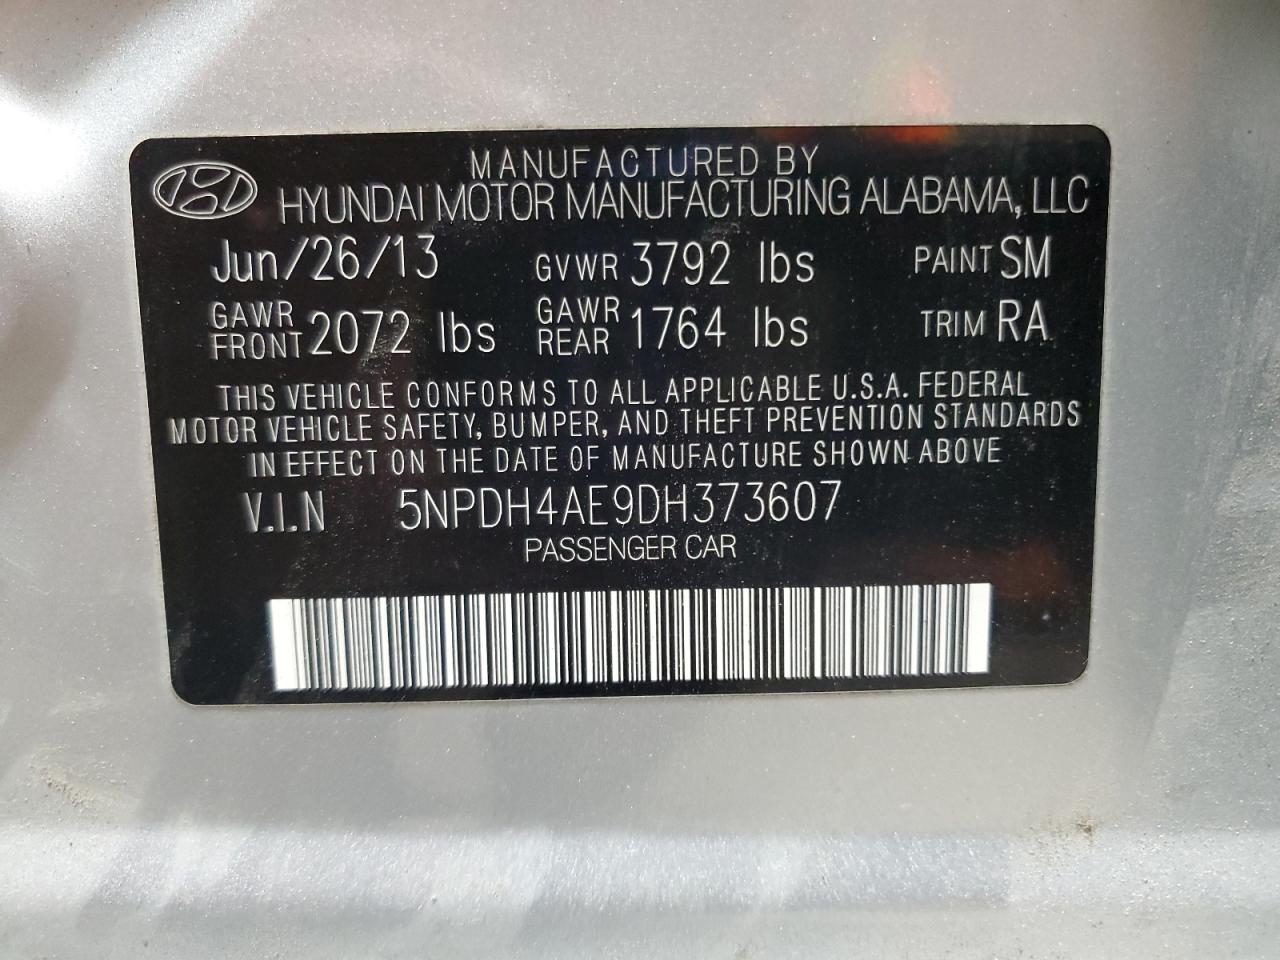 MANUFACTURED BY
HYUNDAI MOTOR MANUFACTURING ALABAMA, LLC
Jun/26/13 GVWR 3792 lbs PAINT SM
GAWR FRONT 2072 lbs GAWR REAR 1764 lbs TRIM RA
THIS VEHICLE CONFORMS TO ALL APPLICABLE U.S.A. FEDERAL
MOTOR VEHICLE SAFETY, BUMPER, AND THEFT PREVENTION STANDARDS
IN EFFECT ON THE DATE OF MANUFACTURE SHOWN ABOVE
V.I.N 5NPDH4AE9DH373607
PASSENGER CAR